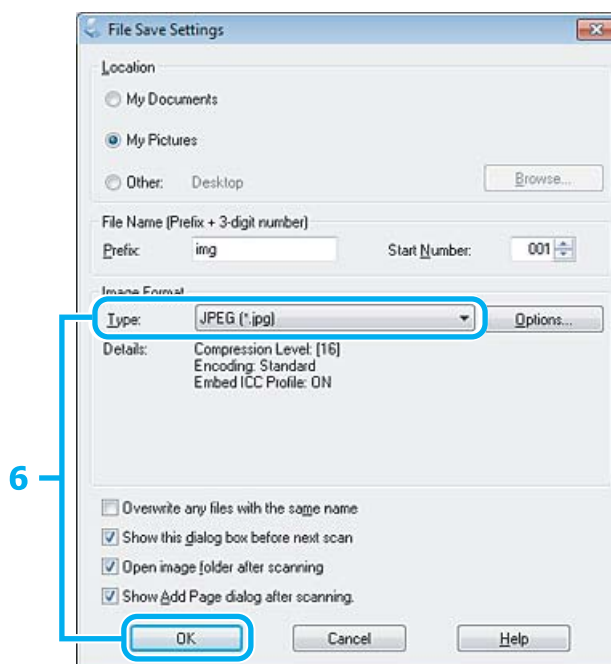 File Save Settings
Location
My Documents
My Pictures
Other: Desktop Browse...
File Name (Prefix + 3-digit number)
Prefix: img Start Number: 001
Image Format
Type: JPEG (*.jpg) Options...
Details: Compression Level: [16]
Encoding: Standard
Embed ICC Profile: ON
6
Overwrite any files with the same name
Show this dialog box before next scan
Open image folder after scanning
Show Add Page dialog after scanning.
OK Cancel Help